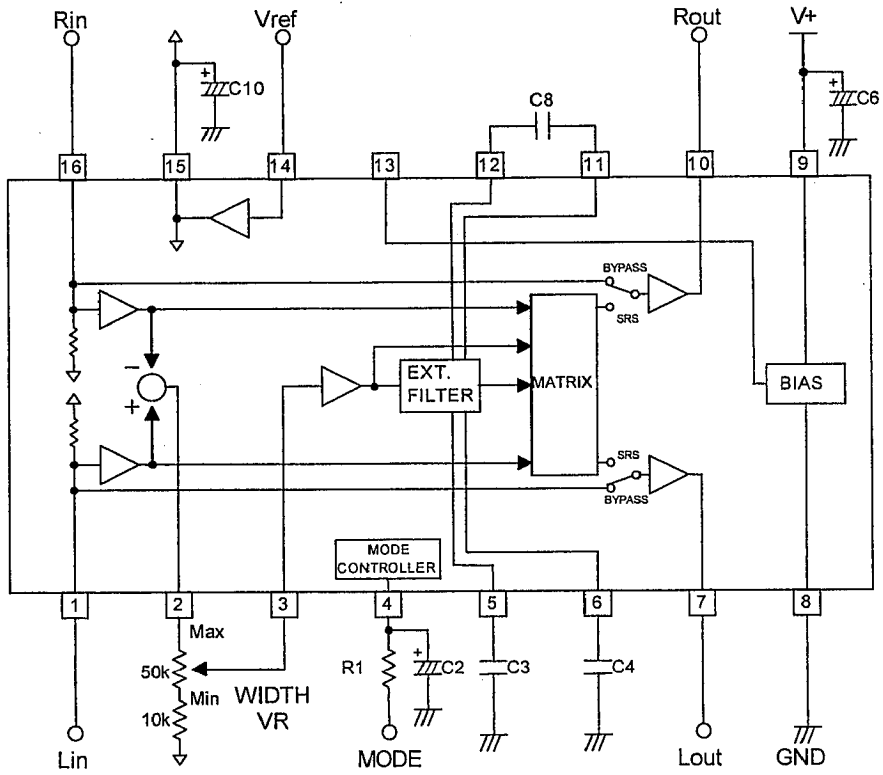 Rin
Vref
Rout
V+
+
C10
C8
+
C6
16
15
14
13
12
11
10
9
BYPASS
SRS
−
+
EXT.
FILTER
MATRIX
BIAS
SRS
BYPASS
MODE
CONTROLLER
1
2
3
4
5
6
7
8
Max
50k
Min
10k
WIDTH
VR
R1
+
C2
C3
C4
Lin
MODE
Lout
GND